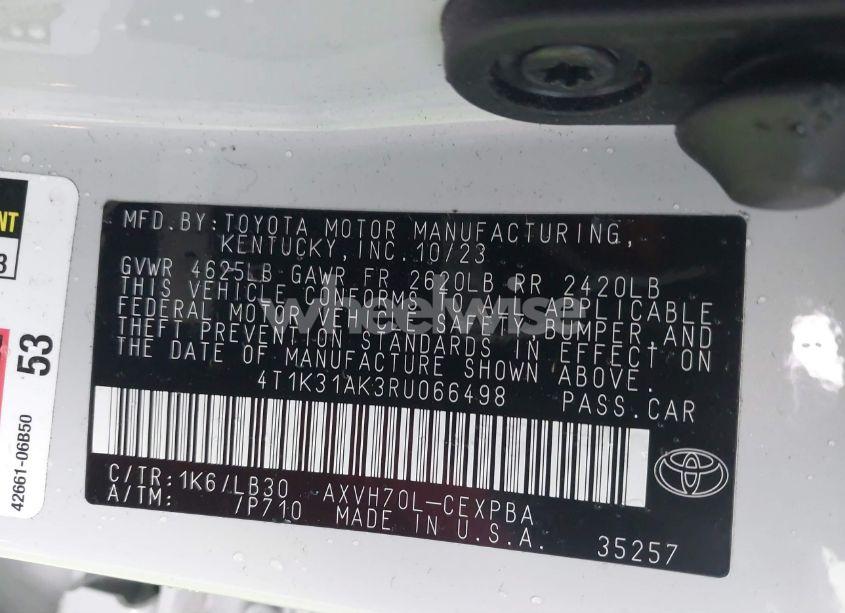 MFD.BY:TOYOTA MOTOR MANUFACTURING,
KENTUCKY,INC.10/23
GVWR 4625LB GAWR FR 2620LB RR 2420LB
THIS VEHICLE CONFORMS TO ALL APPLICABLE
FEDERAL MOTOR VEHICLE SAFETY,BUMPER,AND
THEFT PREVENTION STANDARDS IN EFFECT ON
THE DATE OF MANUFACTURE SHOWN ABOVE.
4T1K31AK3RU066498 PASS.CAR
C/TR:1K6/LB30 AXVH70L-CEXPBA
A/TM: /P710 MADE IN U.S.A. 35257
wheelwise
53
42661-06B50